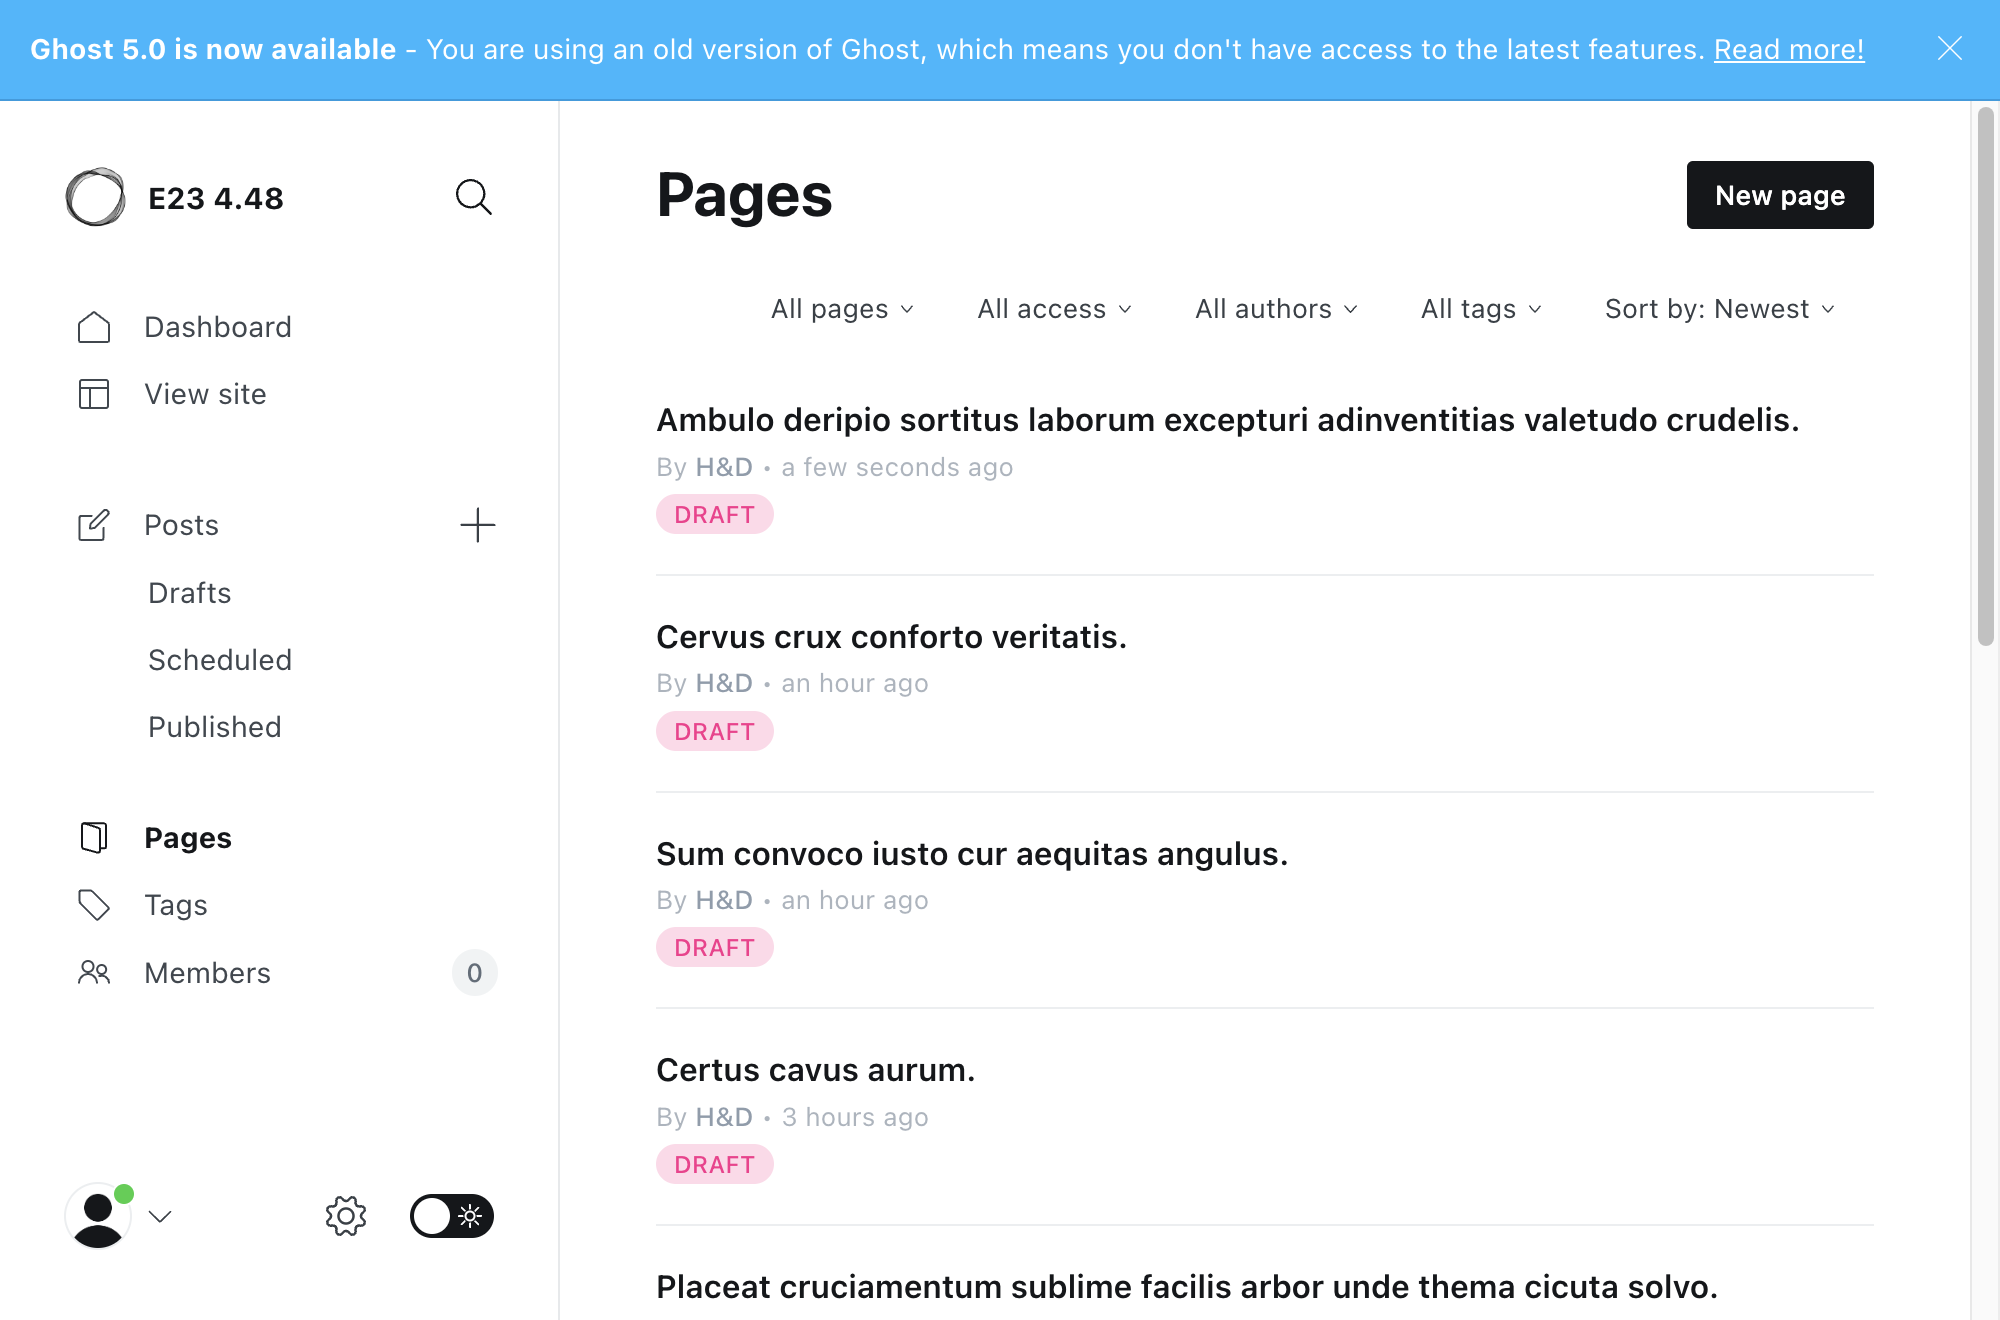 Ghost 5.0 is now available - You are using an old version of Ghost, which means you don't have access to the latest features. Read more!
E23 4.48
Dashboard
View site
Posts
Drafts
Scheduled
Published
Pages
Tags
Members 0
Pages
New page
All pages All access All authors All tags Sort by: Newest
Ambulo deripio sortitus laborum excepturi adinventitias valetudo crudelis.
By H&D • a few seconds ago
DRAFT
Cervus crux conforto veritatis.
By H&D • an hour ago
DRAFT
Sum convoco iusto cur aequitas angulus.
By H&D • an hour ago
DRAFT
Certus cavus aurum.
By H&D • 3 hours ago
DRAFT
Placeat cruciamentum sublime facilis arbor unde thema cicuta solvo.